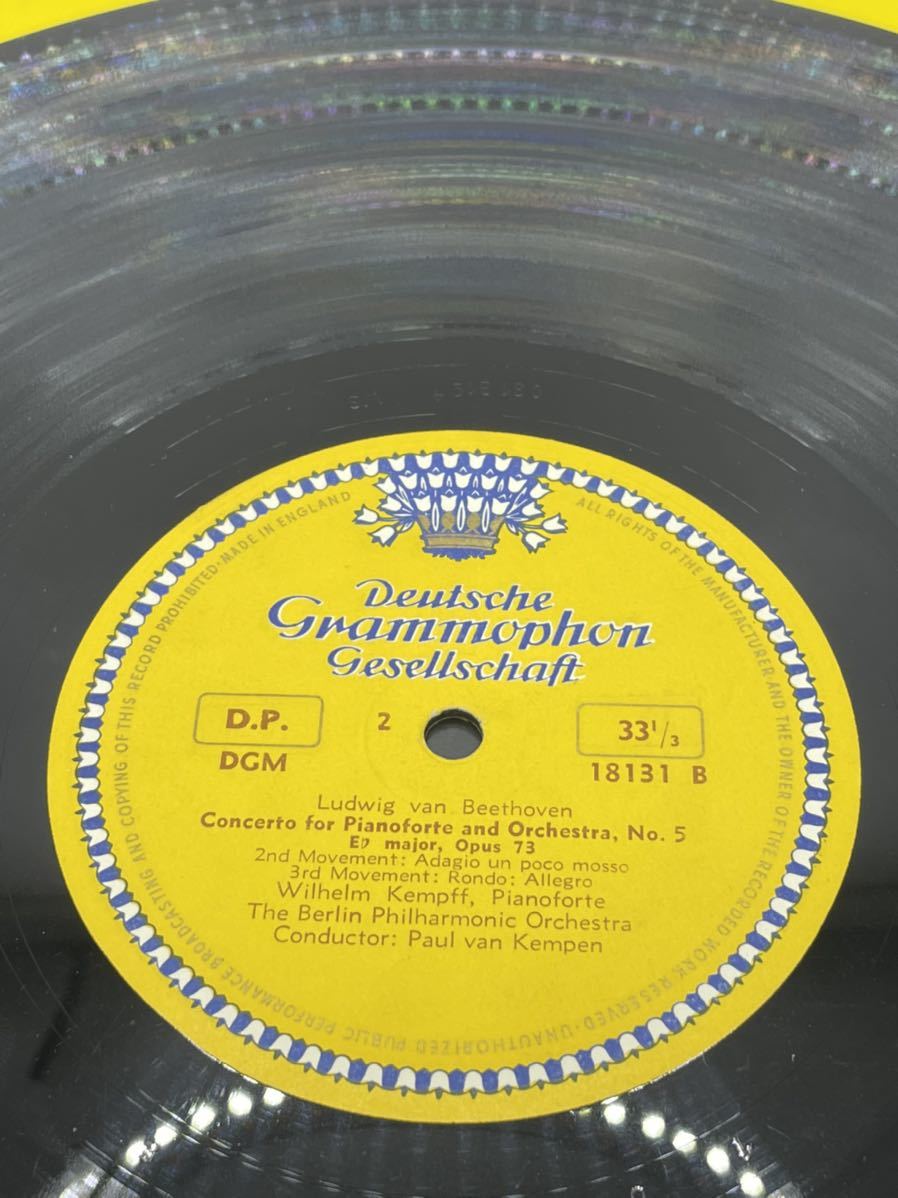 ALL RIGHTS OF THE MANUFACTURER AND THE OWNER OF THE RECORDED WORK RESERVED · UNAUTHORIZED PUBLIC PERFORMANCE BROADCASTING AND COPYING OF THIS RECORD PROHIBITED · MADE IN ENGLAND
Deutsche
Grammophon
Gesellschaft
D.P. 2 33 1/3
DGM 18131 B
Ludwig van Beethoven
Concerto for Pianoforte and Orchestra, No. 5
E♭ major, Opus 73
2nd Movement: Adagio un poco mosso
3rd Movement: Rondo: Allegro
Wilhelm Kempff, Pianoforte
The Berlin Philharmonic Orchestra
Conductor: Paul van Kempen